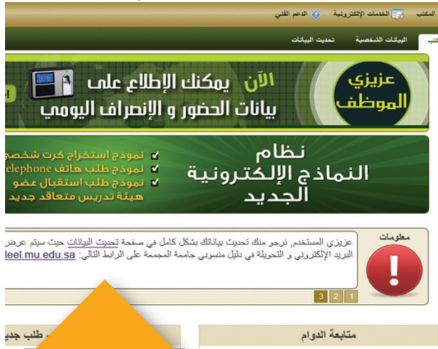 المكتب الخدمات الإلكترونية الدعم الفني
البيانات الشخصية تحديث البيانات
عزيزي
الموظف
الآن يمكنك الإطلاع على
بيانات الحضور و الإنصراف اليومي
نظام
النماذج الإلكترونية
الجديد
نموذج استخراج كرت شخصي
نموذج طلب هاتف elephone
نموذج طلب استقبال عضو
هيئة تدريس متعاقد جديد
معلومات
عزيزي المستخدم, نرجو منك تحديث بياناتك بشكل كامل في صفحة تحديث البيانات حيث سيتم عرض
البريد الإلكتروني و التحويلة في دليل منسوبي جامعة المجمعة على الرابط التالي: leel.mu.edu.sa
1 2 3
متابعة الدوام
طلب جديد